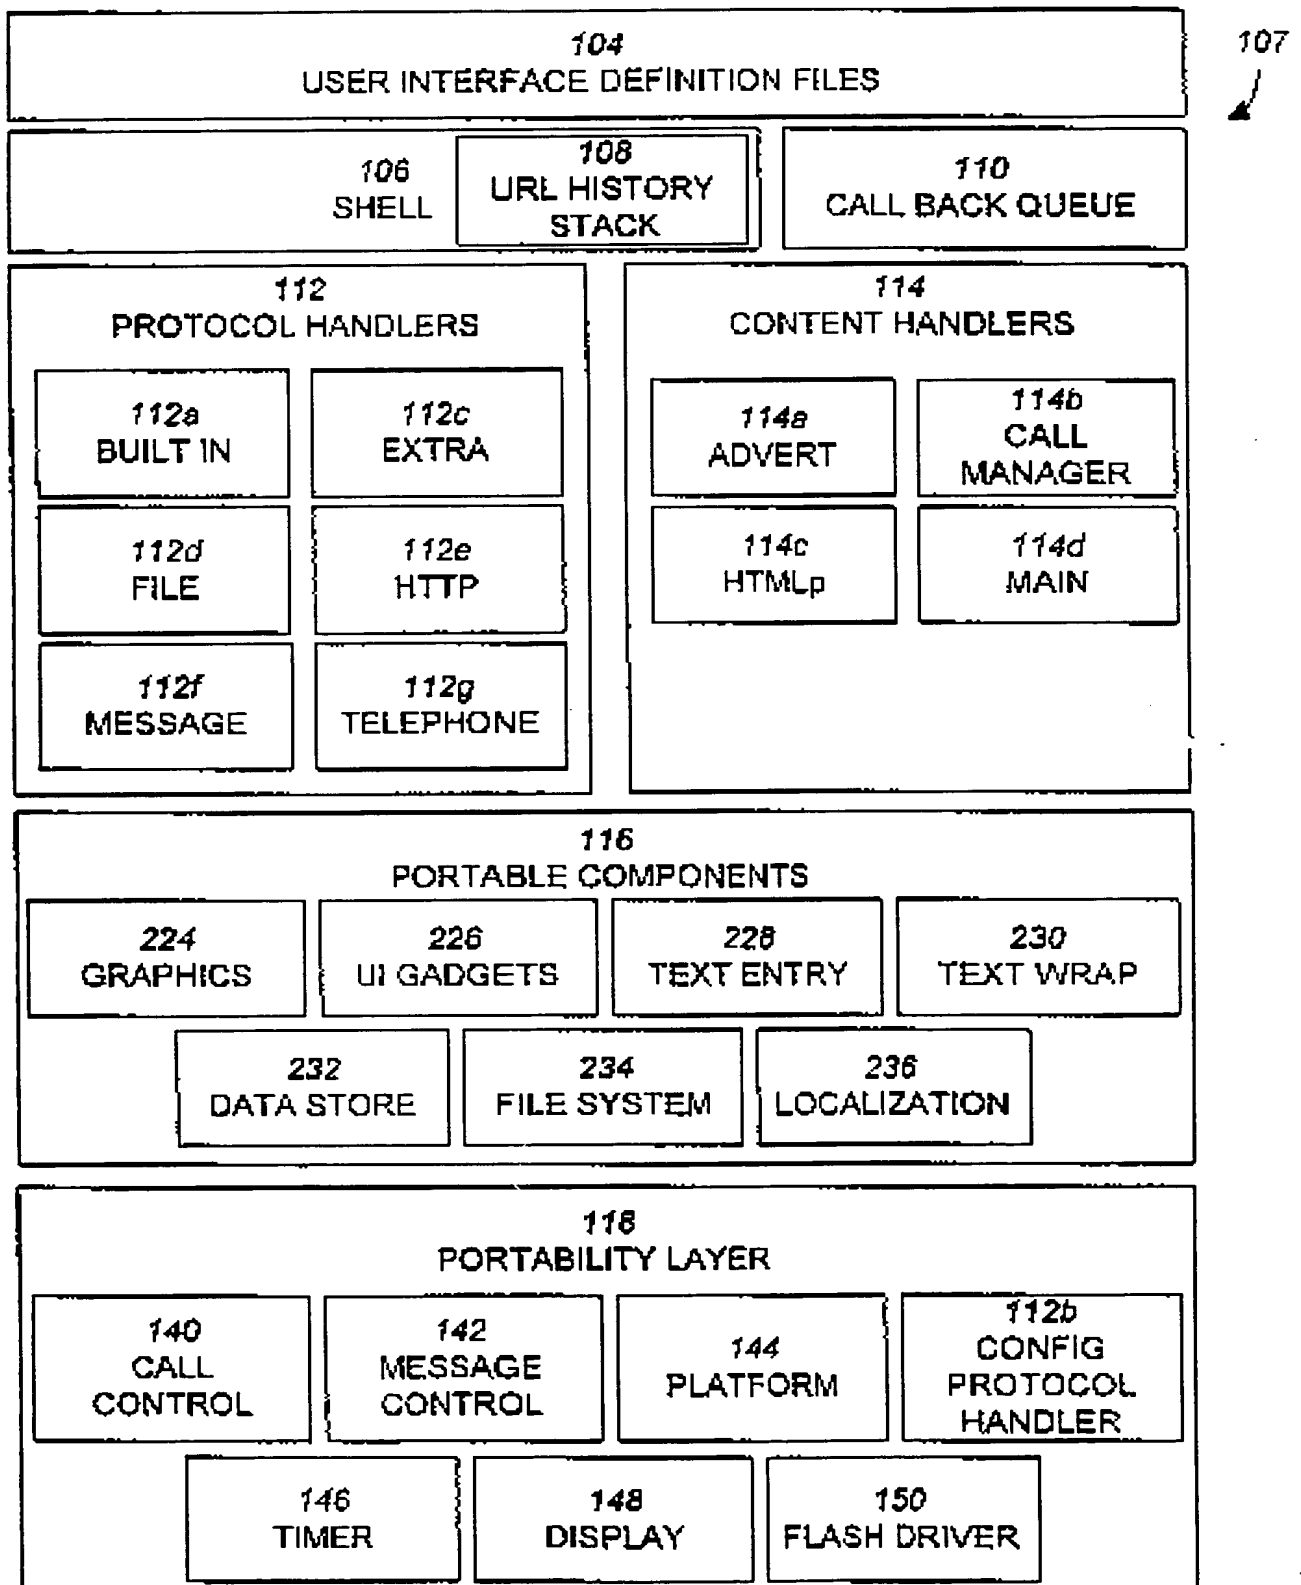 104
USER INTERFACE DEFINITION FILES
107
106
SHELL
108
URL HISTORY
STACK
110
CALL BACK QUEUE
112
PROTOCOL HANDLERS
112a
BUILT IN
112c
EXTRA
112d
FILE
112e
HTTP
112f
MESSAGE
112g
TELEPHONE
114
CONTENT HANDLERS
114a
ADVERT
114b
CALL
MANAGER
114c
HTMLp
114d
MAIN
116
PORTABLE COMPONENTS
224
GRAPHICS
226
UI GADGETS
228
TEXT ENTRY
230
TEXT WRAP
232
DATA STORE
234
FILE SYSTEM
236
LOCALIZATION
118
PORTABILITY LAYER
140
CALL
CONTROL
142
MESSAGE
CONTROL
144
PLATFORM
112b
CONFIG
PROTOCOL
HANDLER
146
TIMER
148
DISPLAY
150
FLASH DRIVER